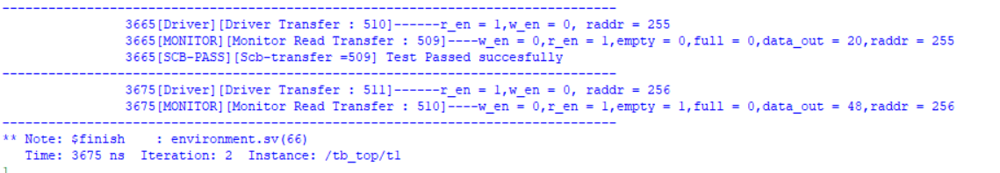 --------------------------------------------------------------------------------
3665[Driver][Driver Transfer : 510]------r_en = 1,w_en = 0, raddr = 255
3665[MONITOR][Monitor Read Transfer : 509]----w_en = 0,r_en = 1,empty = 0,full = 0,data_out = 20,raddr = 255
3665[SCB-PASS][Scb-transfer =509] Test Passed succesfully
--------------------------------------------------------------------------------
3675[Driver][Driver Transfer : 511]------r_en = 1,w_en = 0, raddr = 256
3675[MONITOR][Monitor Read Transfer : 510]----w_en = 0,r_en = 1,empty = 1,full = 0,data_out = 48,raddr = 256
--------------------------------------------------------------------------------
** Note: $finish    : environment.sv(66)
Time: 3675 ns  Iteration: 2  Instance: /tb_top/t1